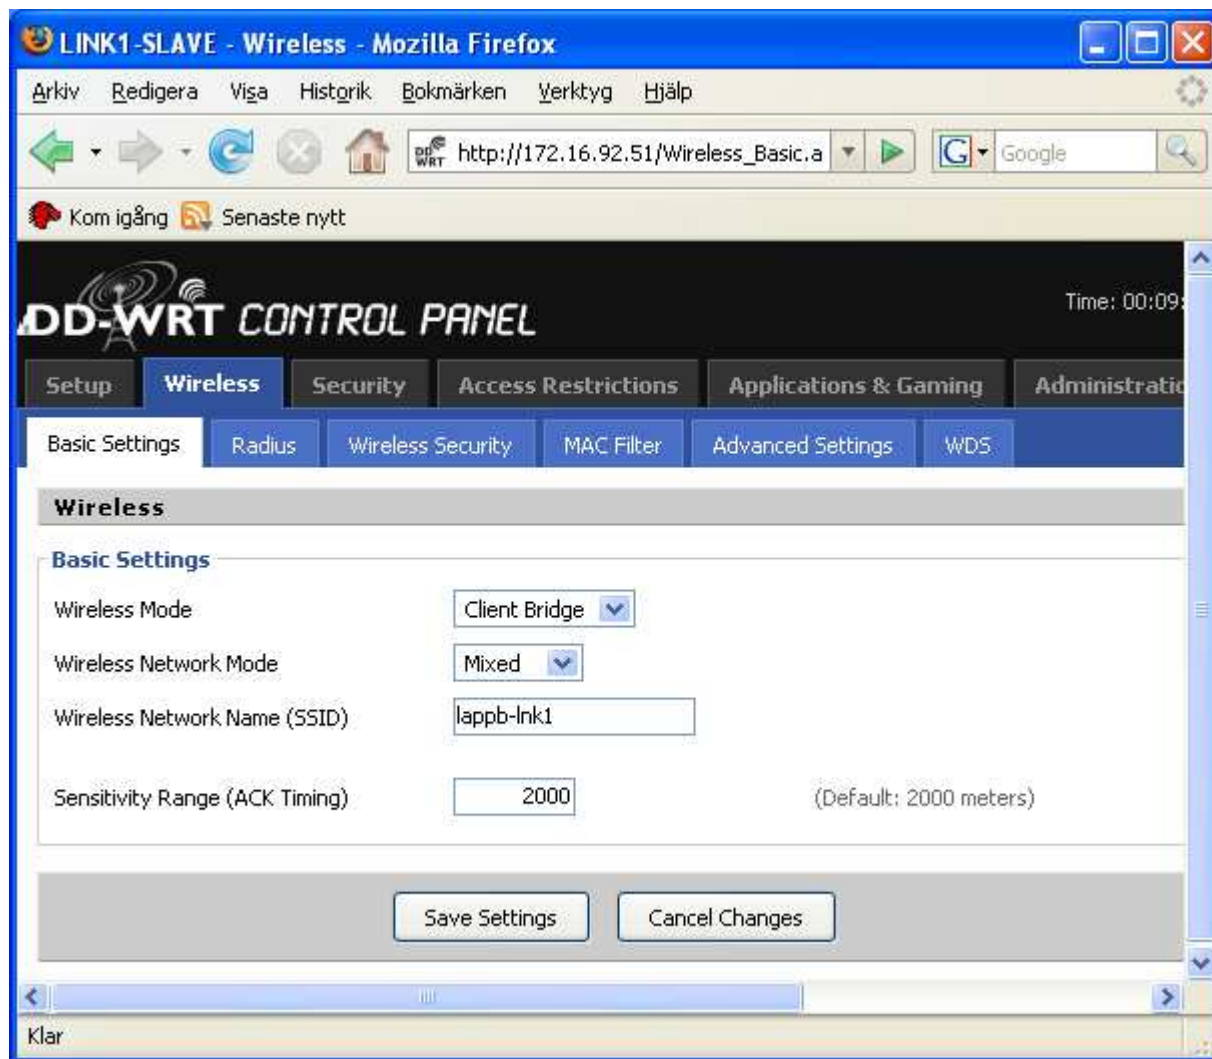 LINK1-SLAVE - Wireless - Mozilla Firefox
Arkiv Redigera Visa Historik Bokmärken Verktyg Hjälp
DD WRT http://172.16.92.51/Wireless_Basic.a G Google
Kom igång Senaste nytt
DD-WRT CONTROL PANEL
Time: 00:09:
Setup Wireless Security Access Restrictions Applications & Gaming Administratio
Basic Settings Radius Wireless Security MAC Filter Advanced Settings WDS
Wireless
Basic Settings
Wireless Mode Client Bridge
Wireless Network Mode Mixed
Wireless Network Name (SSID) lappb-lnk1
Sensitivity Range (ACK Timing) 2000 (Default: 2000 meters)
Save Settings Cancel Changes
Klar